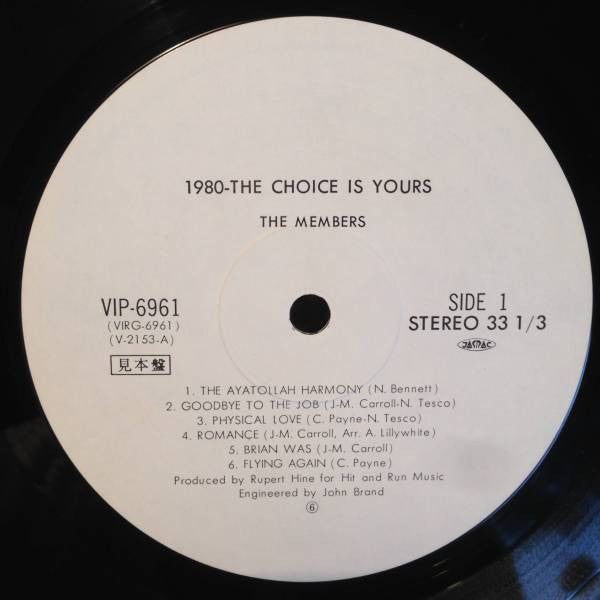 1980-THE CHOICE IS YOURS
THE MEMBERS
VIP-6961
(VIRG-6961)
(V-2153-A)
見本盤
SIDE 1
STEREO 33 1/3
JASRAC
1. THE AYATOLLAH HARMONY (N. Bennett)
2. GOODBYE TO THE JOB (J-M. Carroll-N. Tesco)
3. PHYSICAL LOVE (C. Payne-N. Tesco)
4. ROMANCE (J-M. Carroll, Arr. A. Lillywhite)
5. BRIAN WAS (J-M. Carroll)
6. FLYING AGAIN (C. Payne)
Produced by Rupert Hine for Hit and Run Music
Engineered by John Brand
⑥